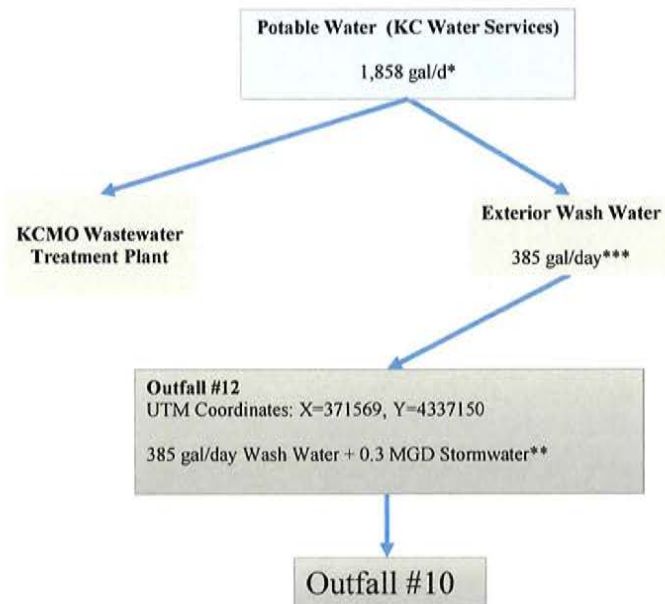 Potable Water (KC Water Services)
1,858 gal/d*
KCMO Wastewater
Treatment Plant
Exterior Wash Water
385 gal/day***
Outfall #12
UTM Coordinates: X=371569, Y=4337150
385 gal/day Wash Water + 0.3 MGD Stormwater**
Outfall #10